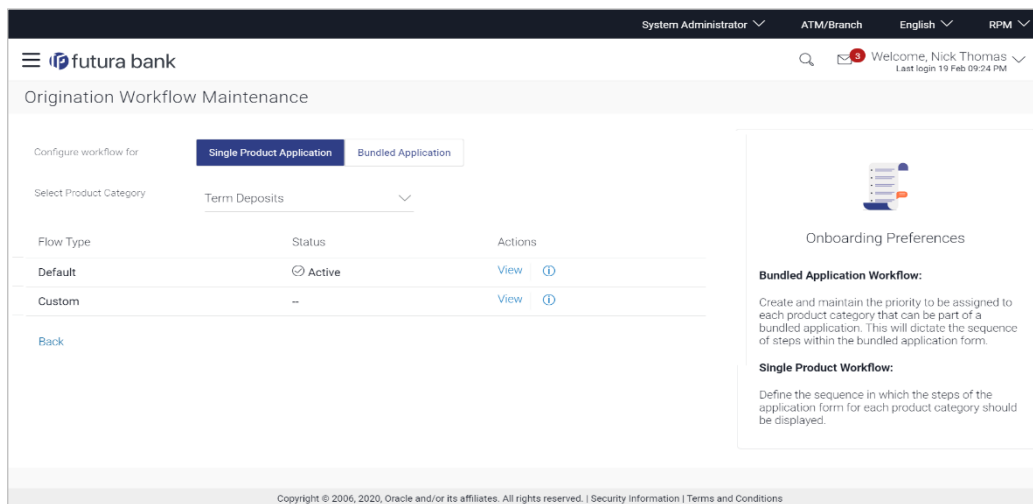 System Administrator ATM/Branch English RPM
futura bank
3 Welcome, Nick Thomas
Last login 19 Feb 09:24 PM
Origination Workflow Maintenance
Configure workflow for Single Product Application Bundled Application
Select Product Category Term Deposits
Flow Type Status Actions
Default Active View
Custom -- View
Back
Onboarding Preferences
Bundled Application Workflow:
Create and maintain the priority to be assigned to
each product category that can be part of a
bundled application. This will dictate the sequence
of steps within the bundled application form.
Single Product Workflow:
Define the sequence in which the steps of the
application form for each product category should
be displayed.
Copyright © 2006, 2020, Oracle and/or its affiliates. All rights reserved. | Security Information | Terms and Conditions